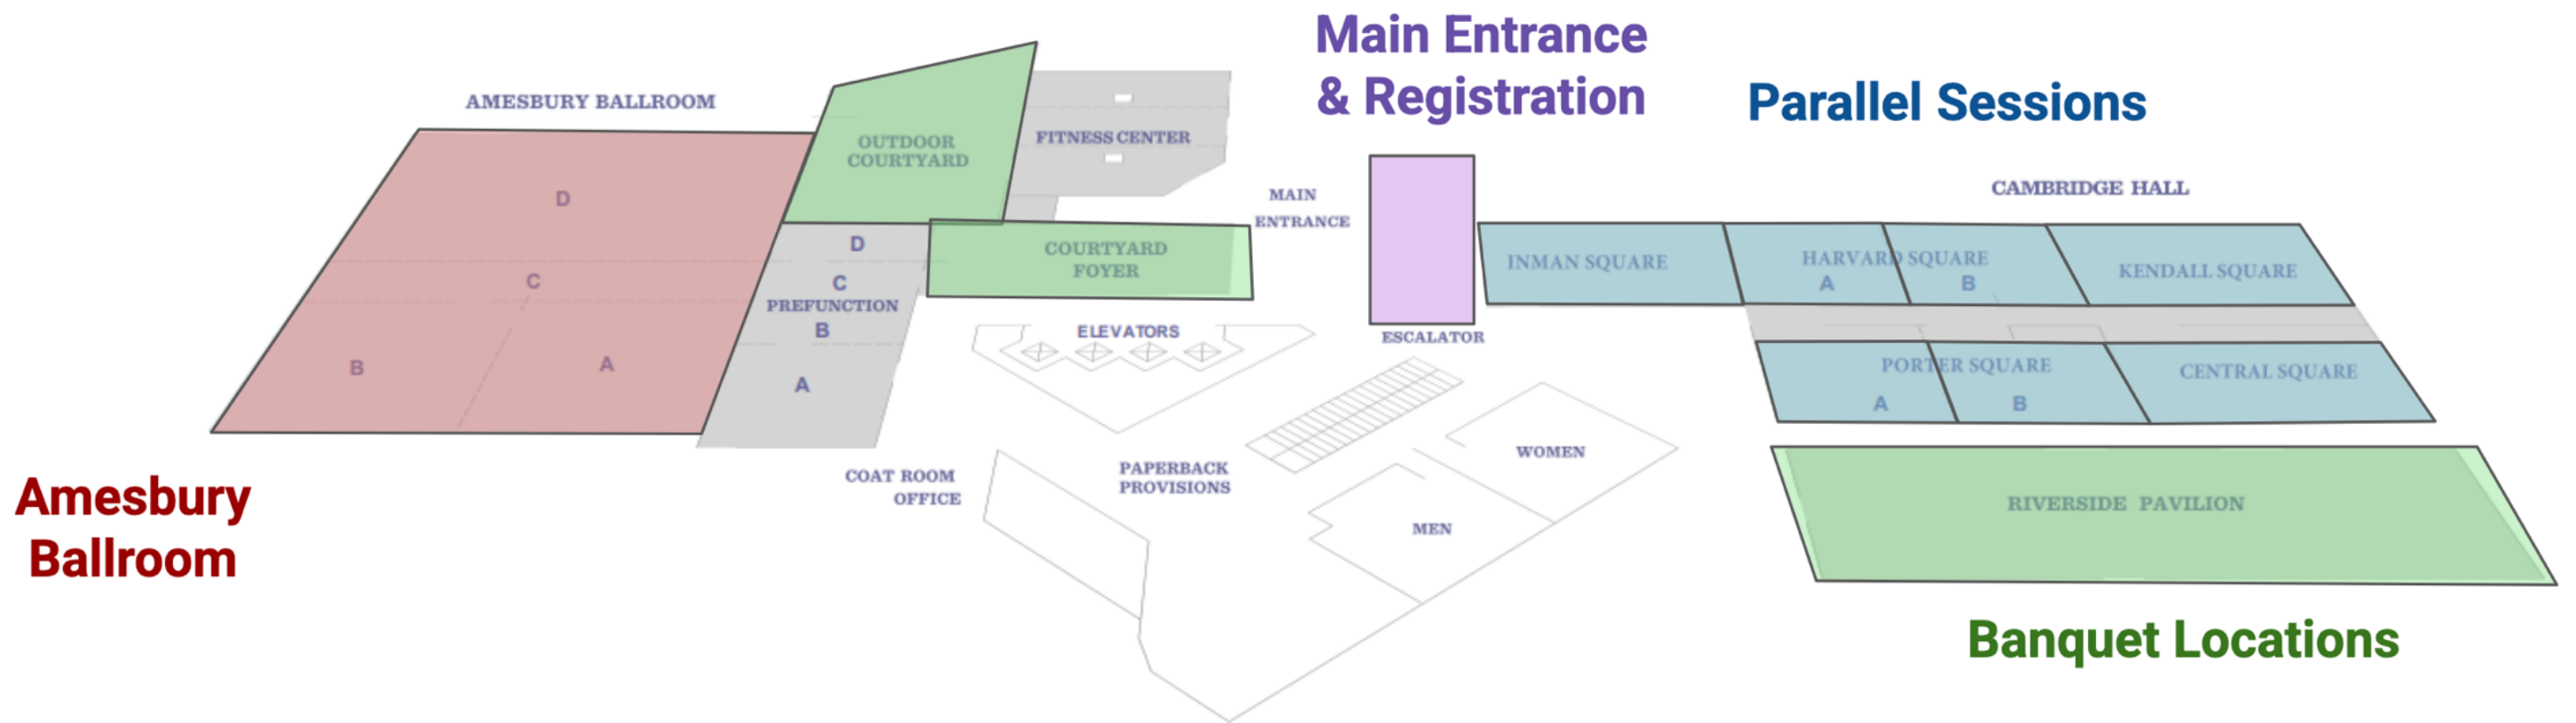 Main Entrance
& Registration
Parallel Sessions
AMESBURY BALLROOM
OUTDOOR
COURTYARD
FITNESS CENTER
D
C
B
A
D
C
PREFUNCTION
B
A
COURTYARD
FOYER
MAIN
ENTRANCE
CAMBRIDGE HALL
INMAN SQUARE
HARVARD SQUARE
A
B
KENDALL SQUARE
ELEVATORS
ESCALATOR
PORTER SQUARE
A
B
CENTRAL SQUARE
COAT ROOM
OFFICE
PAPERBACK
PROVISIONS
WOMEN
MEN
RIVERSIDE PAVILION
Amesbury
Ballroom
Banquet Locations